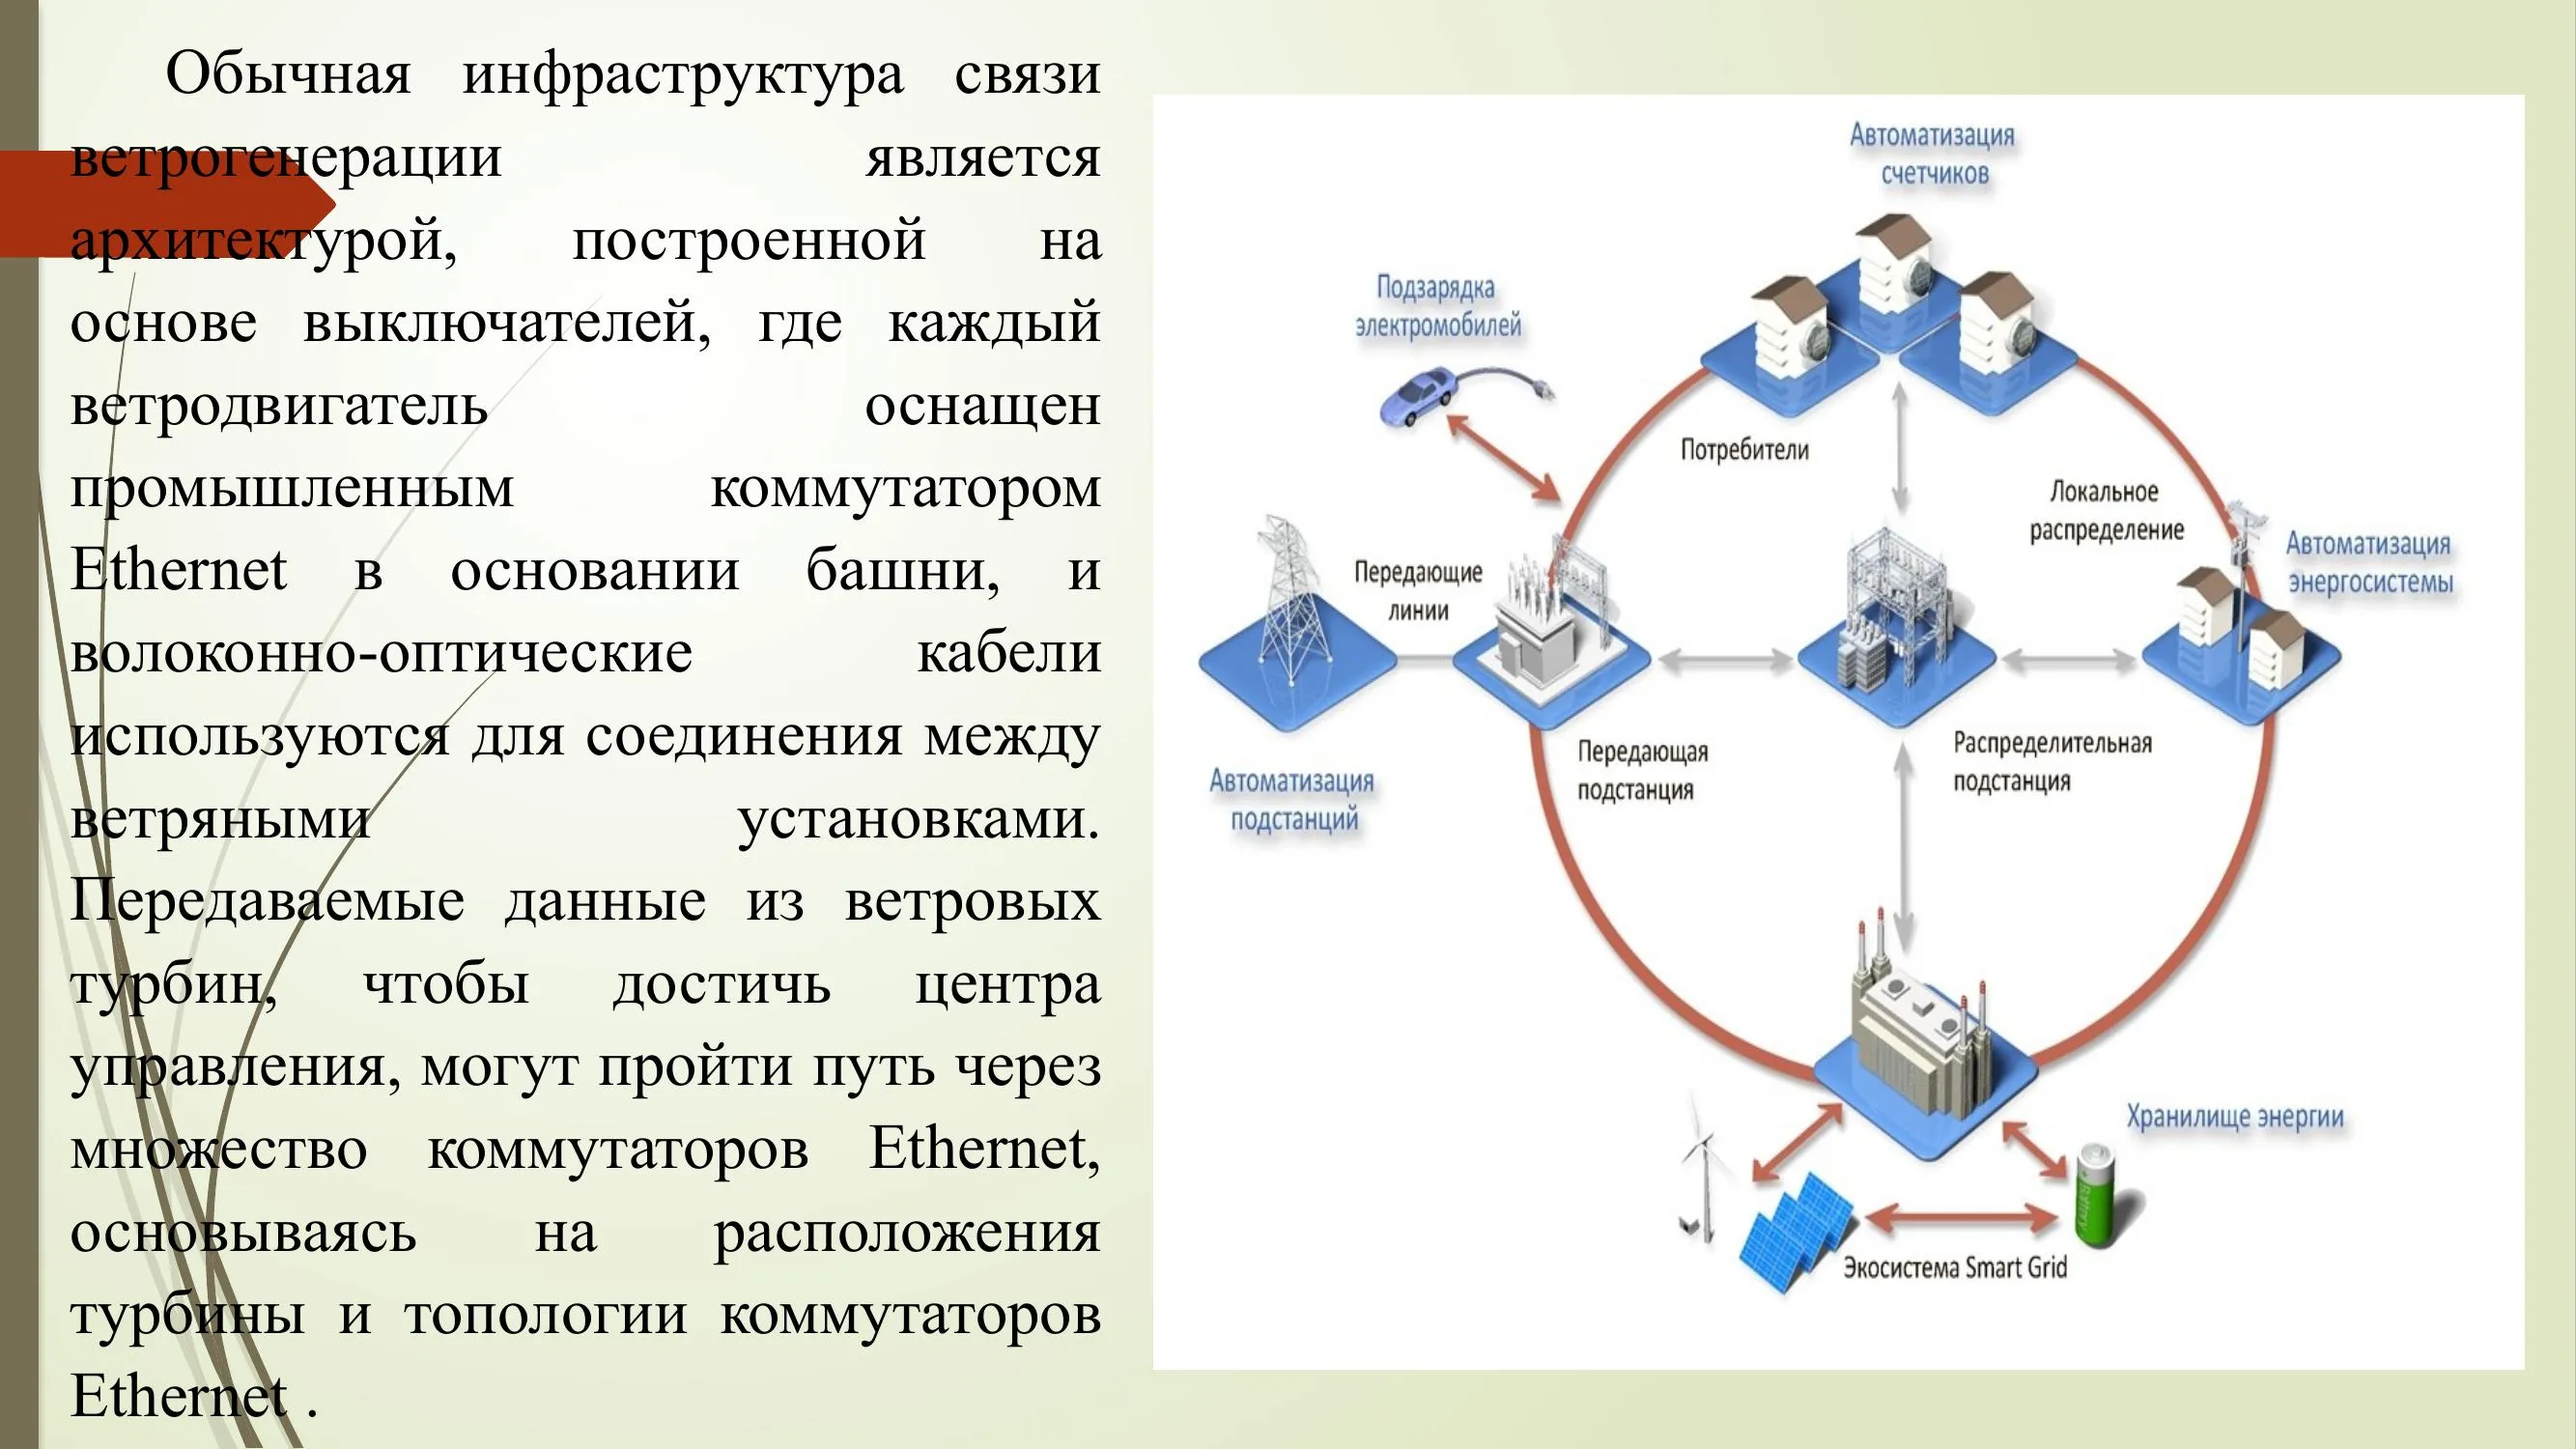 Обычная инфраструктура связи
ветрогенерации является
архитектурой, построенной на
основе выключателей, где каждый
ветродвигатель оснащен
промышленным коммутатором
Ethernet в основании башни, и
волоконно-оптические кабели
используются для соединения между
ветряными установками.
Передаваемые данные из ветровых
турбин, чтобы достичь центра
управления, могут пройти путь через
множество коммутаторов Ethernet,
основываясь на расположения
турбины и топологии коммутаторов
Ethernet .
Автоматизация
счетчиков
Подзарядка
электромобилей
Потребители
Локальное
распределение
Автоматизация
энергосистемы
Передающие
линии
Передающая
подстанция
Распределительная
подстанция
Автоматизация
подстанций
Хранилище энергии
Battery
Экосистема Smart Grid